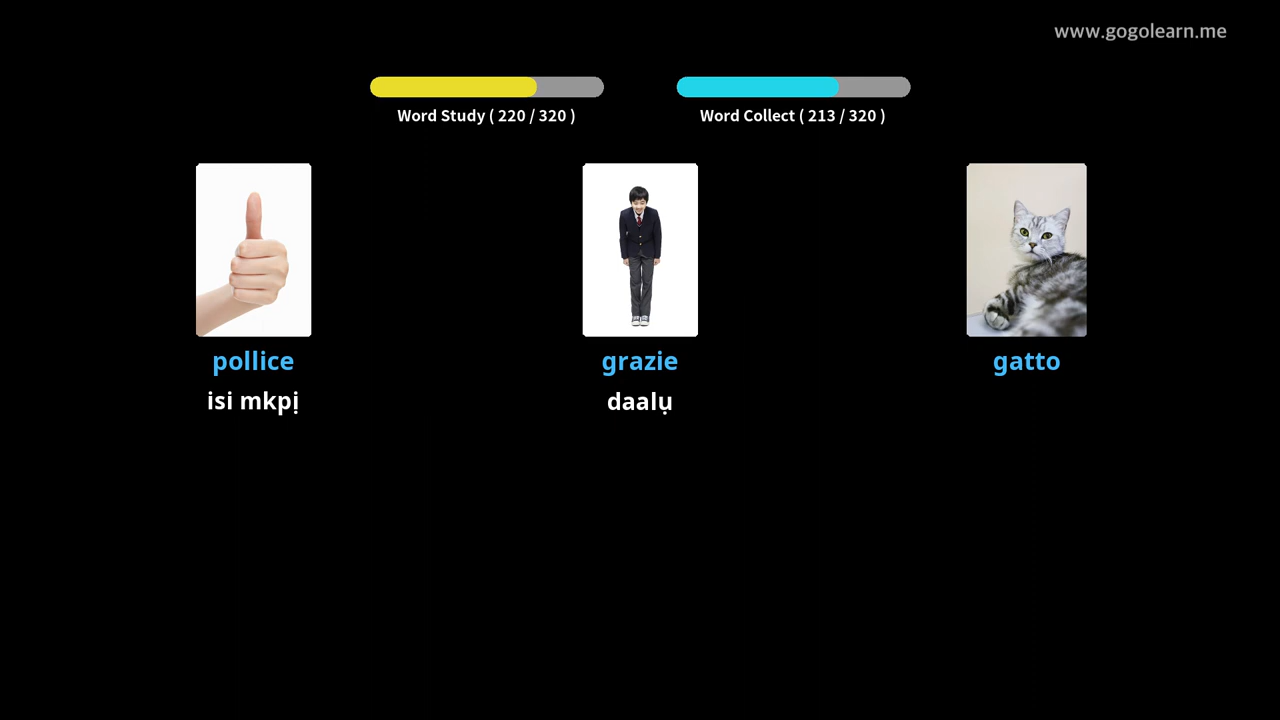 www.gogolearn.me
Word Study ( 220 / 320 )
Word Collect ( 213 / 320 )
pollice
grazie
gatto
isi mkpị
daalụ